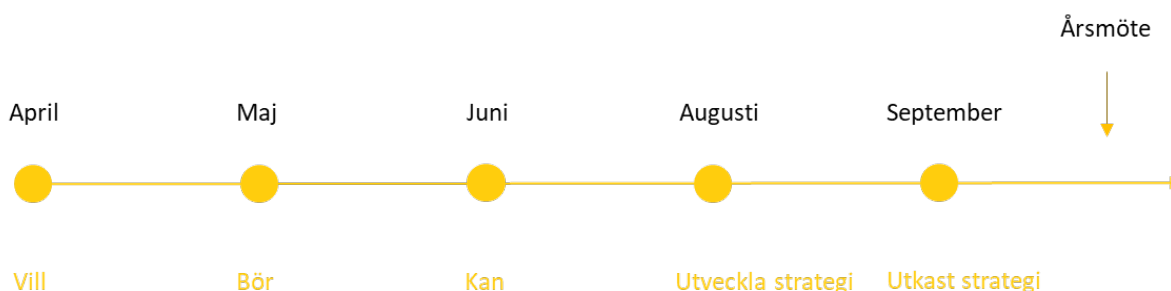 Årsmöte
April Maj Juni Augusti September
Vill Bör Kan Utveckla strategi Utkast strategi